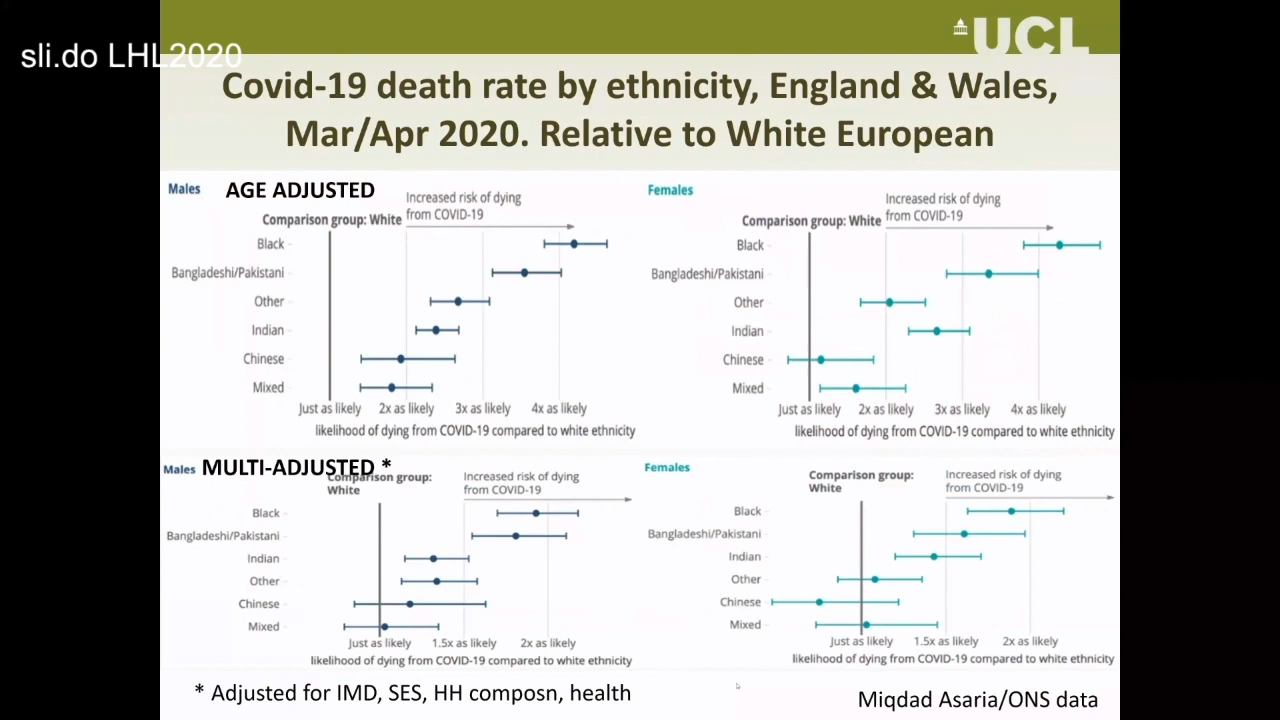 UCL
sli.do LHL2020
Covid-19 death rate by ethnicity, England & Wales,
Mar/Apr 2020. Relative to White European
Males AGE ADJUSTED
Increased risk of dying
from COVID-19
Comparison group: White
Black
Bangladeshi/Pakistani
Other
Indian
Chinese
Mixed
Just as likely 2x as likely 3x as likely 4x as likely
likelihood of dying from COVID-19 compared to white ethnicity
Females
Increased risk of dying
from COVID-19
Comparison group: White
Black
Bangladeshi/Pakistani
Other
Indian
Chinese
Mixed
Just as likely 2x as likely 3x as likely 4x as likely
likelihood of dying from COVID-19 compared to white ethnicity
Males MULTI-ADJUSTED *
Comparison group:
White
Increased risk of dying
from COVID-19
Black
Bangladeshi/Pakistani
Indian
Other
Chinese
Mixed
Just as likely 1.5x as likely 2x as likely
likelihood of dying from COVID-19 compared to white ethnicity
Females
Comparison group:
White
Increased risk of dying
from COVID-19
Black
Bangladeshi/Pakistani
Indian
Other
Chinese
Mixed
Just as likely 1.5x as likely 2x as likely
likelihood of dying from COVID-19 compared to white ethnicity
* Adjusted for IMD, SES, HH composn, health
Miqdad Asaria/ONS data